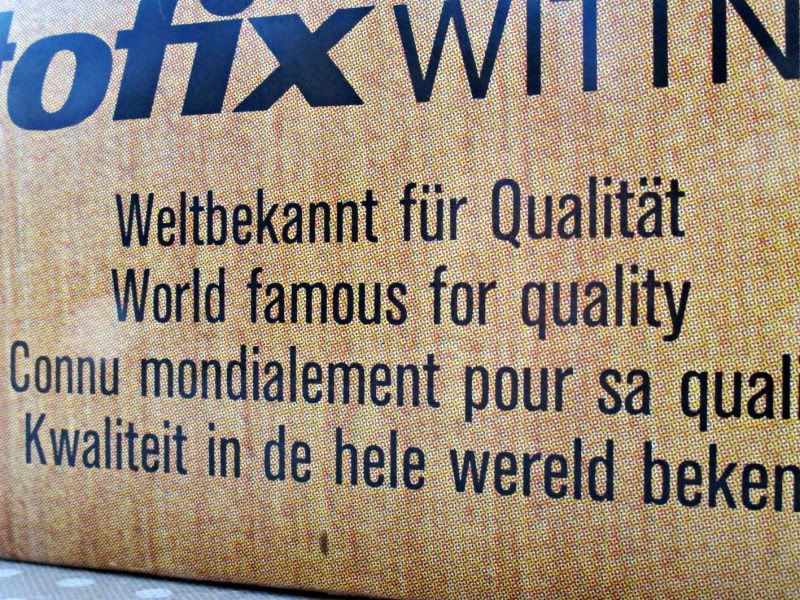 tofix WITTN
Weltbekannt für Qualität
World famous for quality
Connu mondialement pour sa quali
Kwaliteit in de hele wereld beken